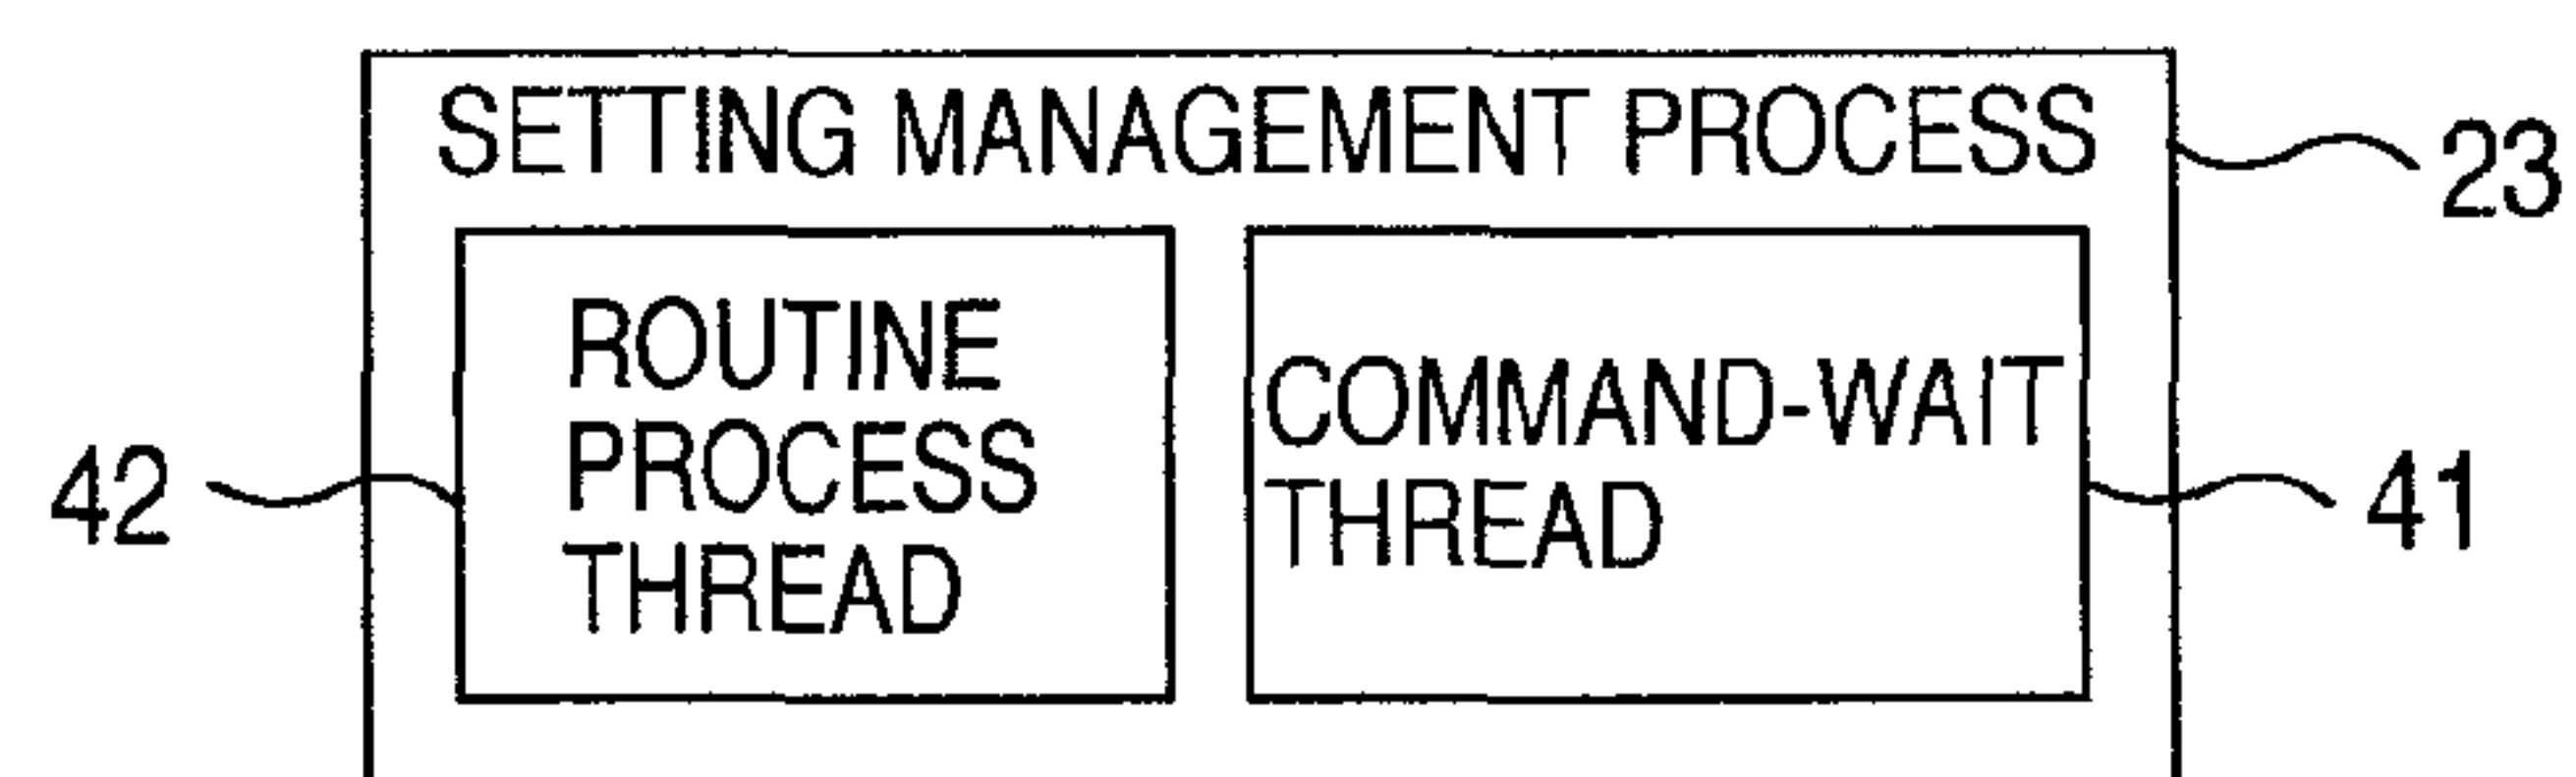 SETTING MANAGEMENT PROCESS
23
ROUTINE
PROCESS
THREAD
42
COMMAND-WAIT
THREAD
41